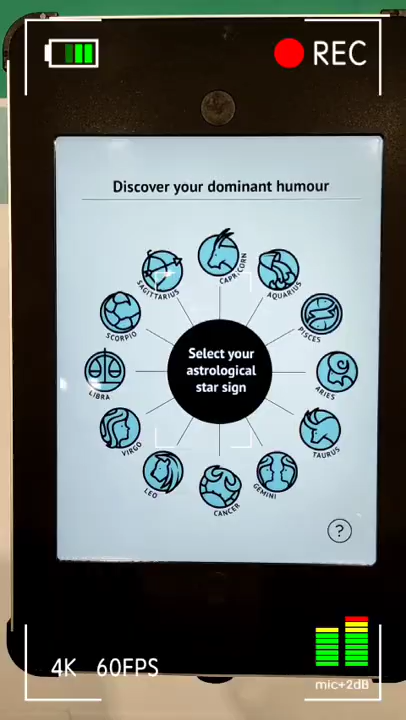 REC
Discover your dominant humour
CAPRICORN
SAGITTARIUS
AQUARIUS
SCORPIO
PISCES
Select your
astrological
star sign
LIBRA
ARIES
VIRGO
TAURUS
LEO
GEMINI
CANCER
?
4K 60FPS
mic+2dB